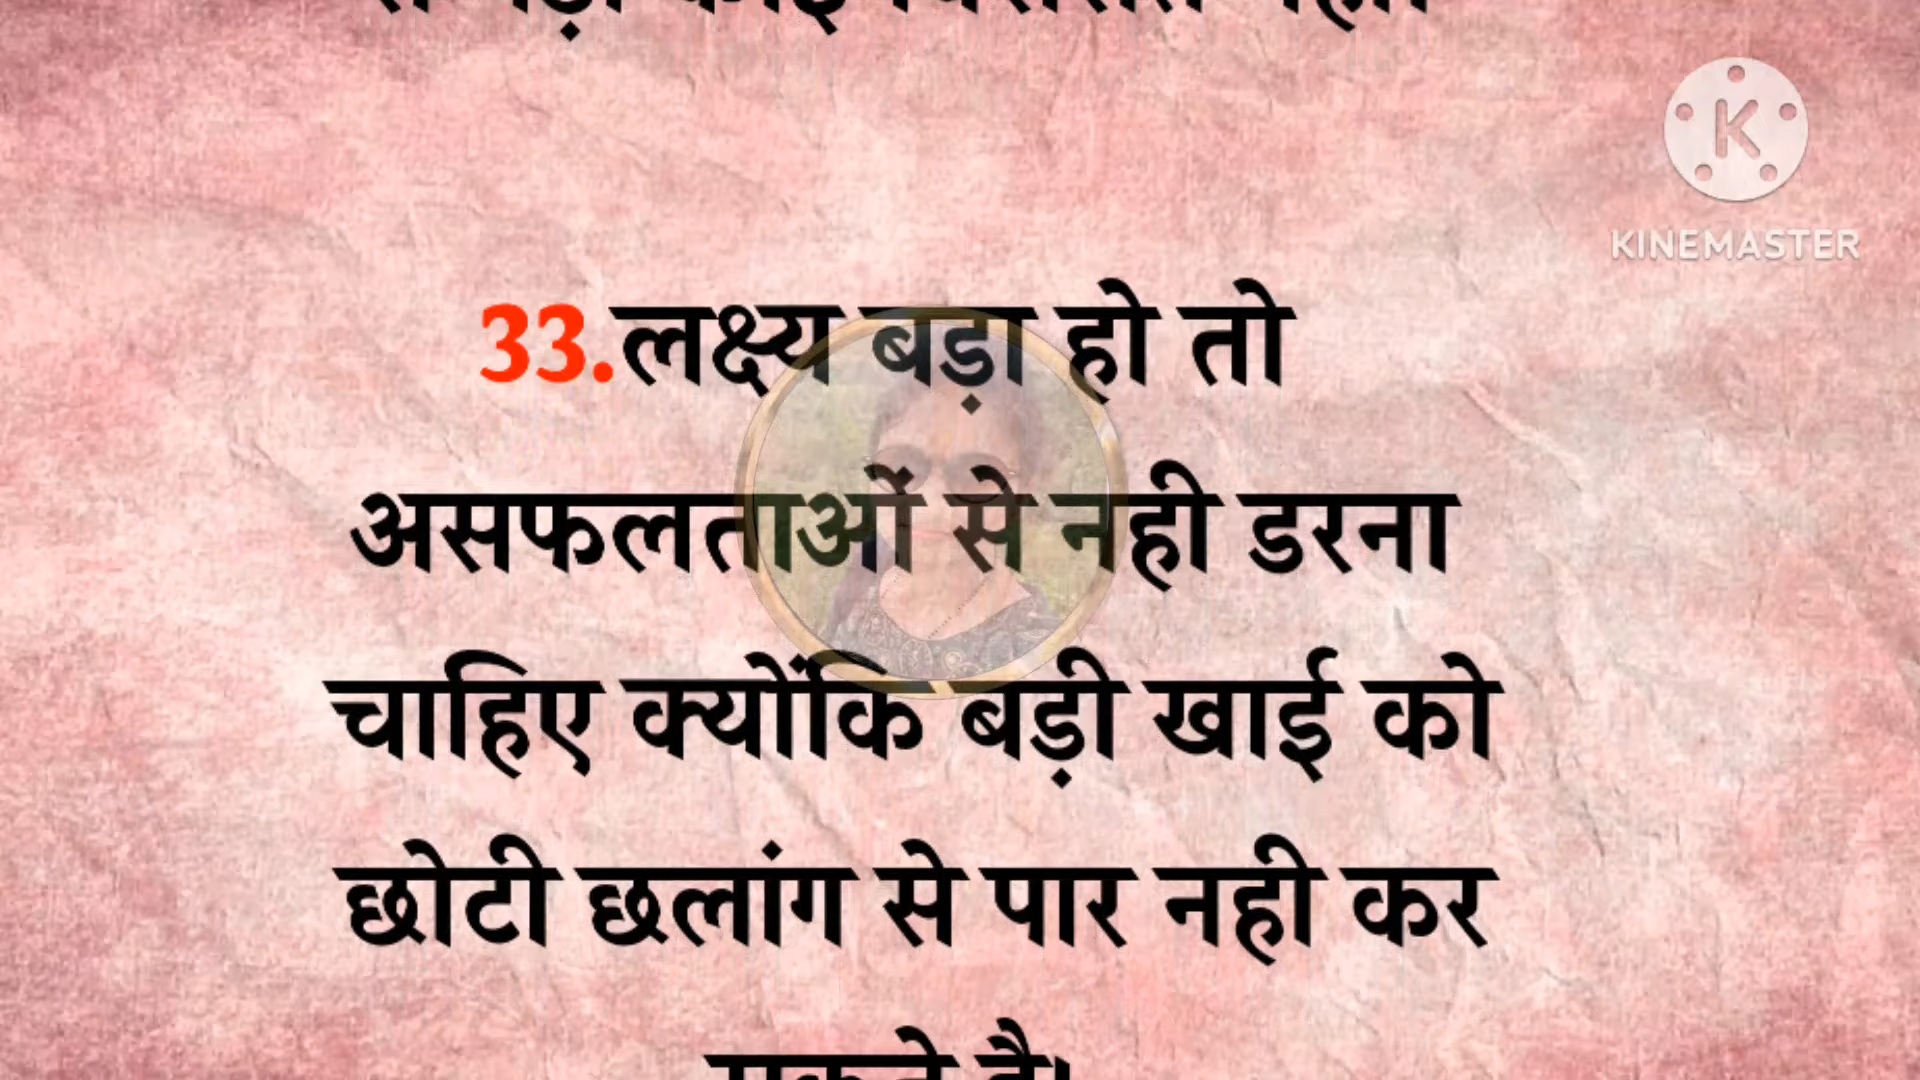 KINEMASTER
33.लक्ष्य बड़ा हो तो
असफलताओं से नही डरना
चाहिए क्योंकि बड़ी खाई को
छोटी छलांग से पार नही कर